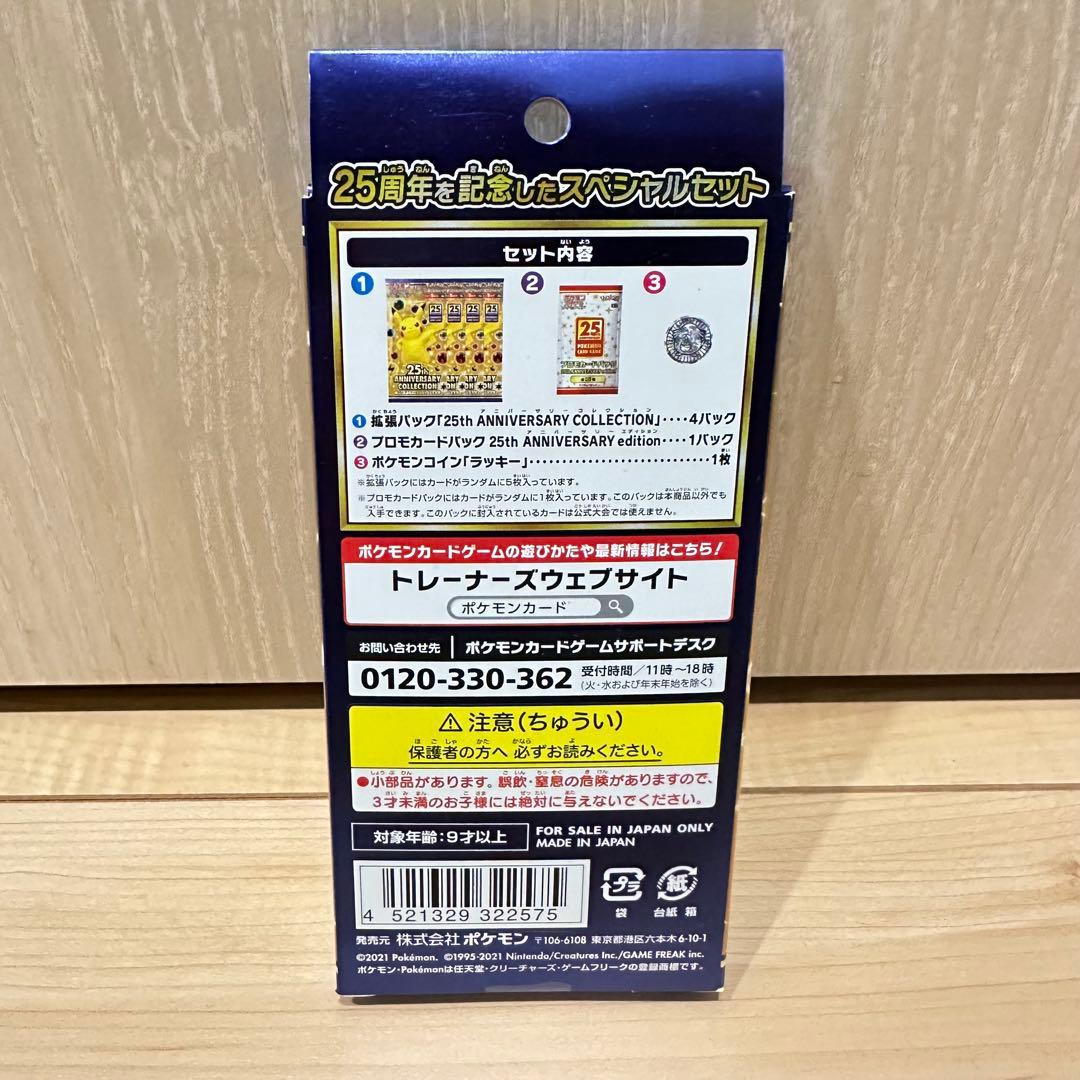 25周年を記念したスペシャルセット
セット内容
1 2 3
25th
ANNIVERSARY
COLLECTION
25
POKÉMON
CARD GAME
プロモカードパック
1 拡張パック「25th ANNIVERSARY COLLECTION」････4パック
2 プロモカードパック 25th ANNIVERSARY edition････1パック
3 ポケモンコイン「ラッキー」････････････････････････････1枚
※拡張パックにはカードがランダムに5枚入っています。
※プロモカードパックにはカードがランダムに1枚入っています。このパックは本商品以外でも
入手できます。このパックに封入されているカードは公式大会では使えません。
ポケモンカードゲームの遊びかたや最新情報はこちら!
トレーナーズウェブサイト
ポケモンカード
お問い合わせ先 ポケモンカードゲームサポートデスク
0120-330-362 受付時間/11時~18時
(火・水および年末年始を除く)
⚠注意(ちゅうい)
保護者の方へ 必ずお読みください。
●小部品があります。誤飲・窒息の危険がありますので、
3才未満のお子様には絶対に与えないでください。
対象年齢:9才以上
FOR SALE IN JAPAN ONLY
MADE IN JAPAN
4 521329 322575
プラ 紙
袋 台紙 箱
発売元 株式会社 ポケモン 〒106-6108 東京都港区六本木6-10-1
©2021 Pokémon. ©1995-2021 Nintendo/Creatures Inc./GAME FREAK inc.
ポケモン・Pokémonは任天堂・クリーチャーズ・ゲームフリークの登録商標です。